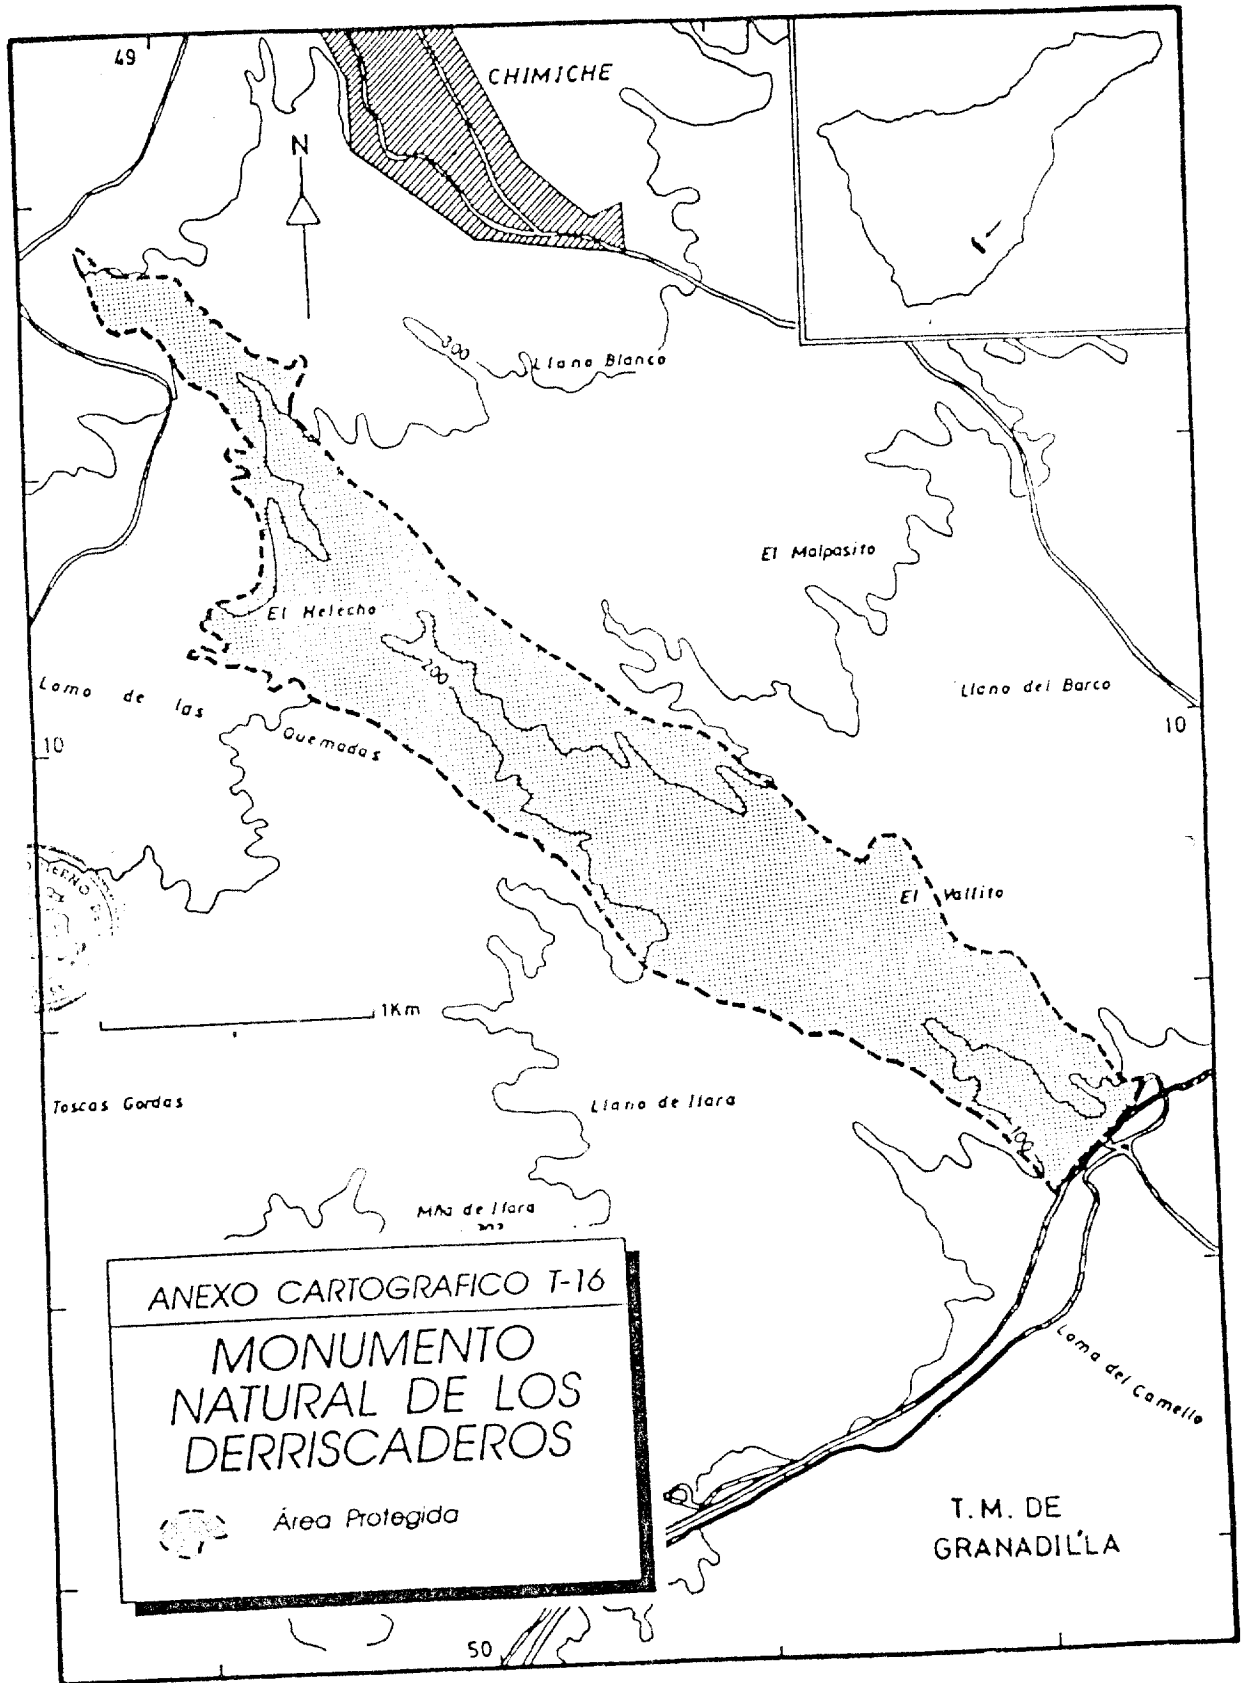 49
CHIMICHE
N
300
Llano Blanco
El Malpasito
El Helecho
200
Lomo de las Quemadas
Llano del Barco
10
10
El Vallito
1Km
Toscas Gordas
Llano de Ifara
100
Mña de Ifara
ANEXO CARTOGRAFICO T-16
MONUMENTO
NATURAL DE LOS
DERRISCADEROS
Área Protegida
Loma del Camello
T.M. DE
GRANADILLA
50